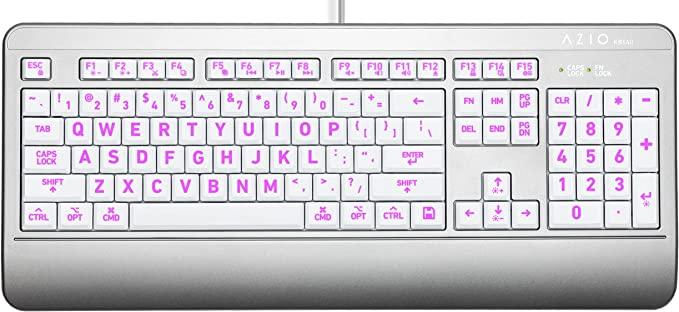 AZIO KB540
ESC F1 F2 F3 F4 F5 F6 F7 F8 F9 F10 F11 F12 F13 F14 F15 CAPS LOCK FN LOCK
~ . ! 1 @ 2 # 3 $ 4 % 5 ^ 6 & 7 * 8 ( 9 ) 0 - - + = ← FN HM PG UP CLR / * -
TAB Q W E R T Y U I O P { [ } ] | \ DEL END PG DN 7 8 9 +
CAPS LOCK A S D F G H J K L : ; " ' ENTER 4 5 6
SHIFT Z X C V B N M < , > . ? / SHIFT ↑ 1 2 3
CTRL OPT CMD CMD OPT CTRL ← ↓ → 0 .